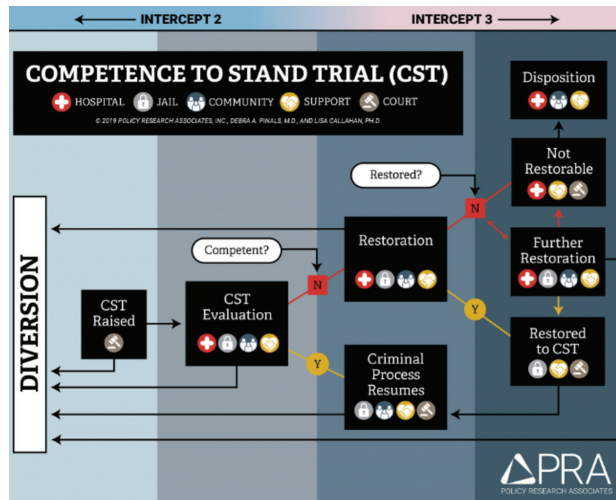 INTERCEPT 2
INTERCEPT 3
COMPETENCE TO STAND TRIAL (CST)
HOSPITAL JAIL COMMUNITY SUPPORT COURT
© 2019 POLICY RESEARCH ASSOCIATES, INC., DEBRA A. PINALS, M.D., AND LISA CALLAHAN, PH.D.
Disposition
Restored?
Not
Restorable
N
DIVERSION
Competent?
Restoration
Further
Restoration
CST
Raised
CST
Evaluation
N
Y
Y
Criminal
Process
Resumes
Restored
to CST
PRA
POLICY RESEARCH ASSOCIATES